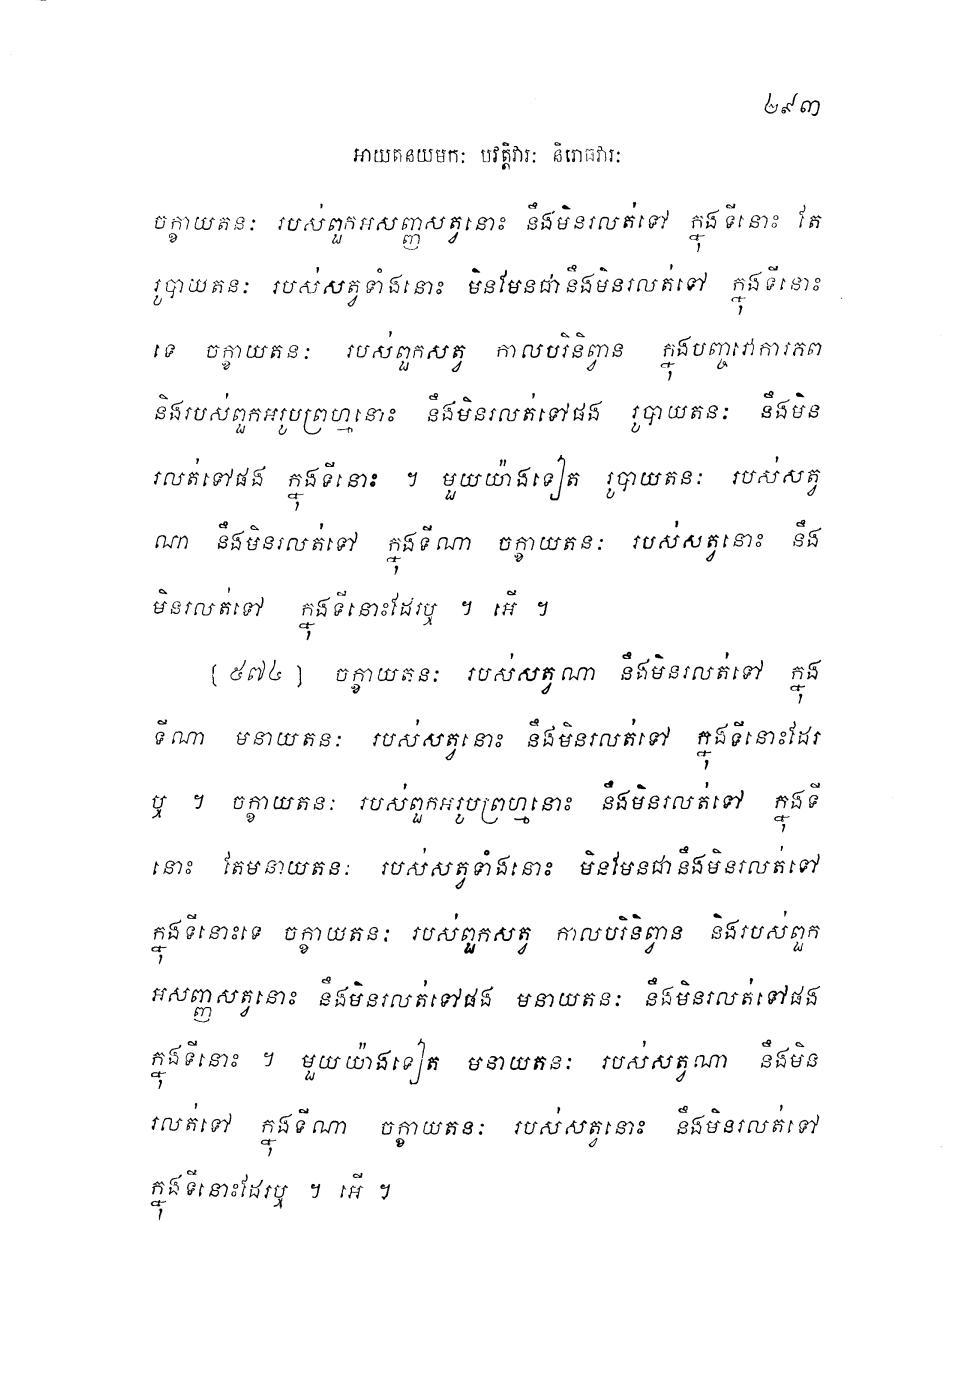 ២៩៣
អាយតនយមកៈ បវត្តិវារៈ និរោធវារៈ
ចក្ខាយតនៈ របស់ពួកអសញ្ញសត្វនោះ នឹងមិនរលត់ទៅ ក្នុងទីនោះ តែ
រូបាយតនៈ របស់សត្វទាំងនោះ មិនមែនជានឹងមិនរលត់ទៅ ក្នុងទីនោះ
ទេ ចក្ខាយតនៈ របស់ពួកសត្វ កាលបរិនិព្វាន ក្នុងបញ្ចវោការភព
និងរបស់ពួកអរូបព្រហ្មនោះ នឹងមិនរលត់ទៅផង រូបាយតនៈ នឹងមិន
រលត់ទៅផង ក្នុងទីនោះ ។ មួយយ៉ាងទៀត រូបាយតនៈ របស់សត្វ
ណា នឹងមិនរលត់ទៅ ក្នុងទីណា ចក្ខាយតនៈ របស់សត្វនោះ នឹង
មិនរលត់ទៅ ក្នុងទីនោះដែរឬ ។ អើ ។
[ ៥៧៤ ] ចក្ខាយតនៈ របស់សត្វណា នឹងមិនរលត់ទៅ ក្នុង
ទីណា មនាយតនៈ របស់សត្វនោះ នឹងមិនរលត់ទៅ ក្នុងទីនោះដែរ
ឬ ។ ចក្ខាយតនៈ របស់ពួកអរូបព្រហ្មនោះ នឹងមិនរលត់ទៅ ក្នុងទី
នោះ តែមនាយតនៈ របស់សត្វទាំងនោះ មិនមែនជានឹងមិនរលត់ទៅ
ក្នុងទីនោះទេ ចក្ខាយតនៈ របស់ពួកសត្វ កាលបរិនិព្វាន និងរបស់ពួក
អសញ្ញសត្វនោះ នឹងមិនរលត់ទៅផង មនាយតនៈ នឹងមិនរលត់ទៅផង
ក្នុងទីនោះ ។ មួយយ៉ាងទៀត មនាយតនៈ របស់សត្វណា នឹងមិន
រលត់ទៅ ក្នុងទីណា ចក្ខាយតនៈ របស់សត្វនោះ នឹងមិនរលត់ទៅ
ក្នុងទីនោះដែរឬ ។ អើ ។